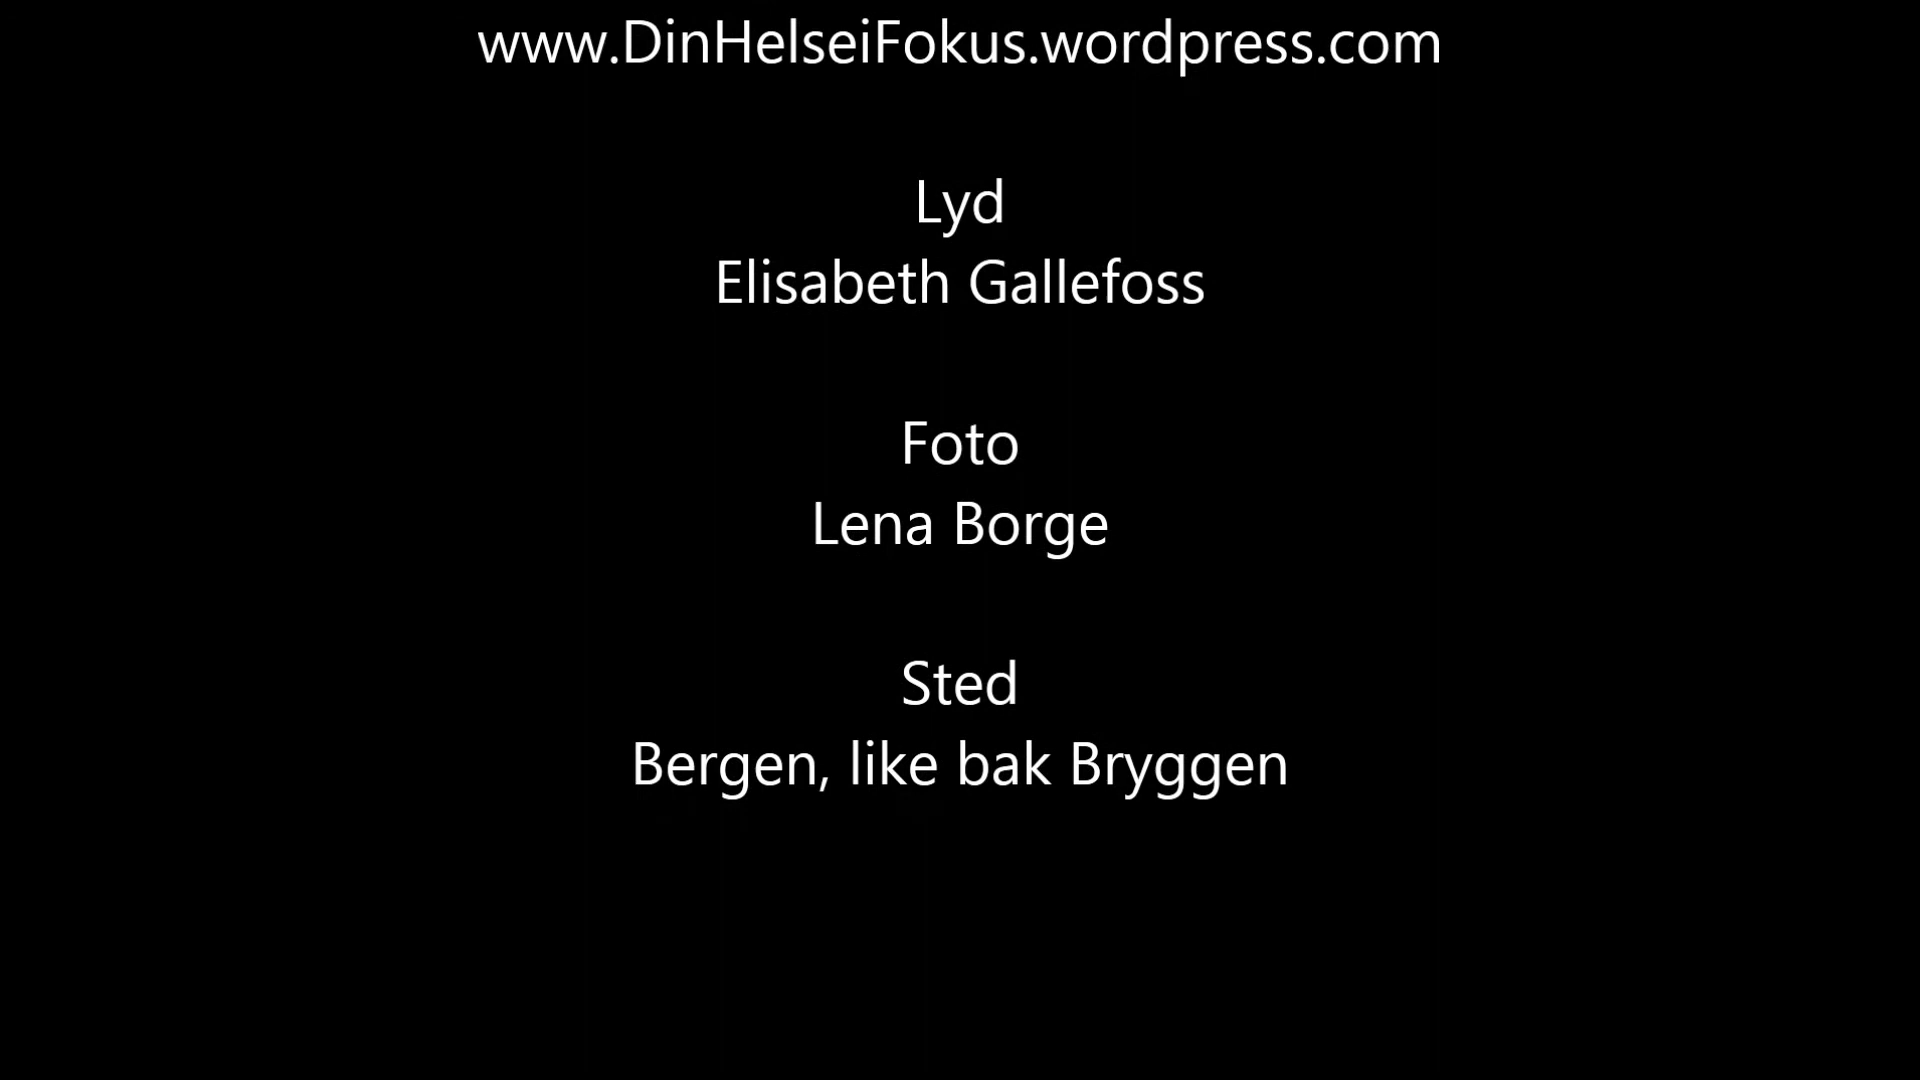 www.DinHelseiFokus.wordpress.com
Lyd
Elisabeth Gallefoss
Foto
Lena Borge
Sted
Bergen, like bak Bryggen